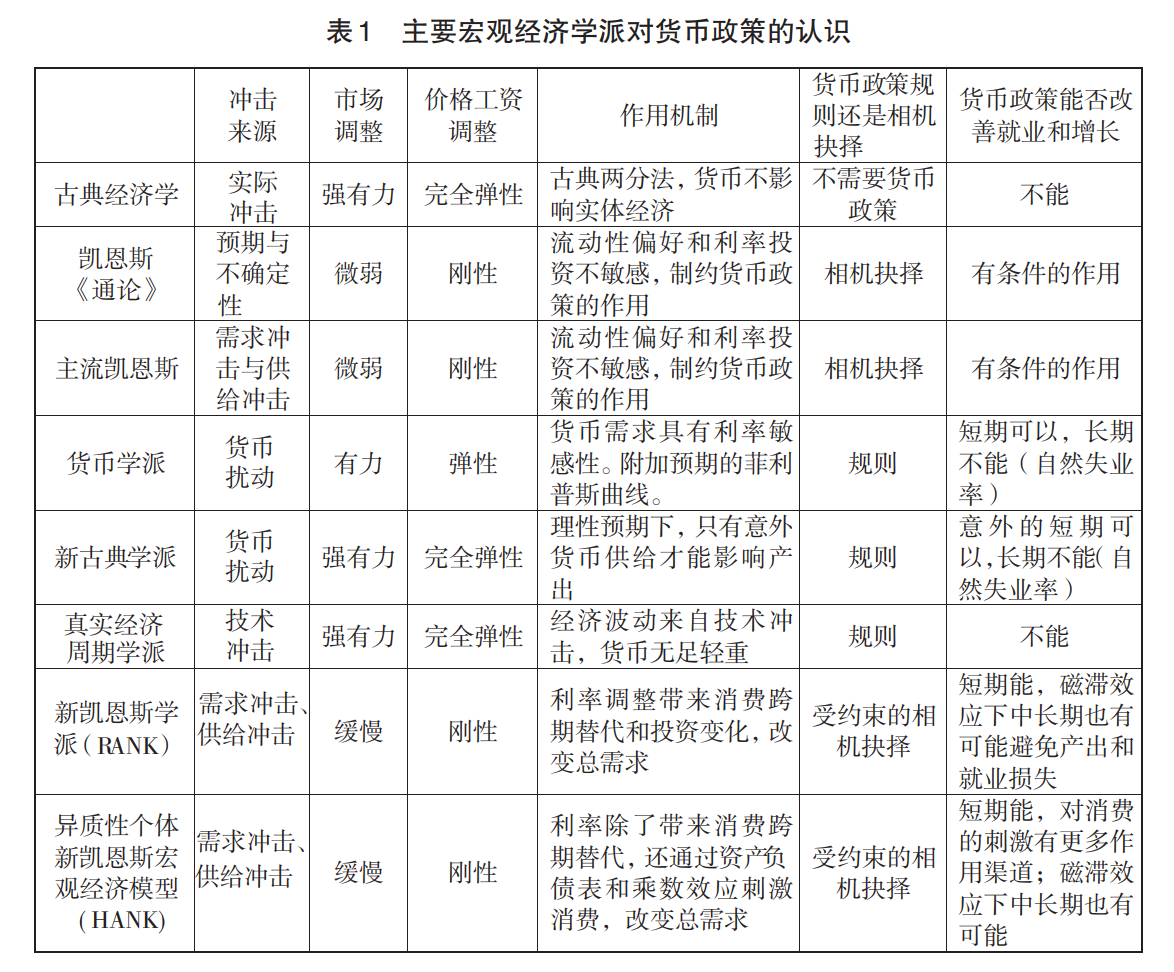 表1 主要宏观经济学派对货币政策的认识
冲击
来源
市场
调整
价格工资
调整
作用机制
货币政策规
则还是相机
抉择
货币政策能否改
善就业和增长
古典经济学
实际
冲击
强有力
完全弹性
古典两分法，货币不影
响实体经济
不需要货币
政策
不能
凯恩斯
《通论》
预期与
不确定
性
微弱
刚性
流动性偏好和利率投
资不敏感，制约货币政
策的作用
相机抉择
有条件的作用
主流凯恩斯
需求冲
击与供
给冲击
微弱
刚性
流动性偏好和利率投
资不敏感，制约货币政
策的作用
相机抉择
有条件的作用
货币学派
货币
扰动
有力
弹性
货币需求具有利率敏
感性。附加预期的菲利
普斯曲线。
规则
短期可以，长期
不能（自然失业
率）
新古典学派
货币
扰动
强有力
完全弹性
理性预期下，只有意外
货币供给才能影响产
出
规则
意外的短期可
以，长期不能（自
然失业率）
真实经济
周期学派
技术
冲击
强有力
完全弹性
经济波动来自技术冲
击，货币无足轻重
规则
不能
新凯恩斯学
派（RANK）
需求冲击、
供给冲击
缓慢
刚性
利率调整带来消费跨
期替代和投资变化，改
变总需求
受约束的相
机抉择
短期能，磁滞效
应下中长期也有
可能避免产出和
就业损失
异质性个体
新凯恩斯宏
观经济模型
（HANK)
需求冲击、
供给冲击
缓慢
刚性
利率除了带来消费跨
期替代，还通过资产负
债表和乘数效应刺激
消费，改变总需求
受约束的相
机抉择
短期能，对消费
的刺激有更多作
用渠道；磁滞效
应下中长期也有
可能